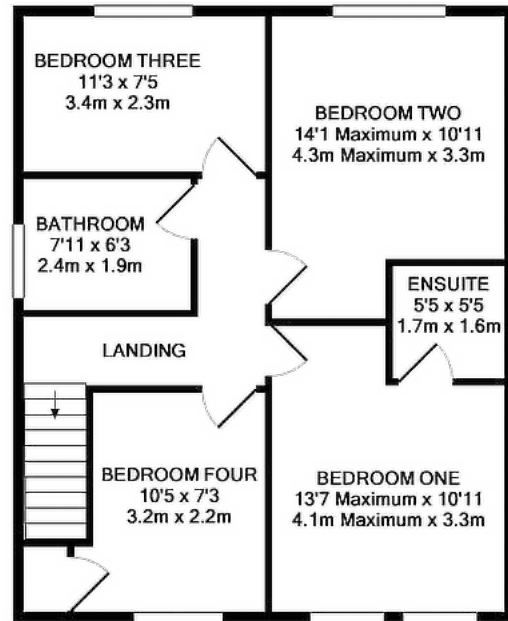 BEDROOM THREE
11'3 x 7'5
3.4m x 2.3m
BEDROOM TWO
14'1 Maximum x 10'11
4.3m Maximum x 3.3m
BATHROOM
7'11 x 6'3
2.4m x 1.9m
ENSUITE
5'5 x 5'5
1.7m x 1.6m
LANDING
BEDROOM FOUR
10'5 x 7'3
3.2m x 2.2m
BEDROOM ONE
13'7 Maximum x 10'11
4.1m Maximum x 3.3m